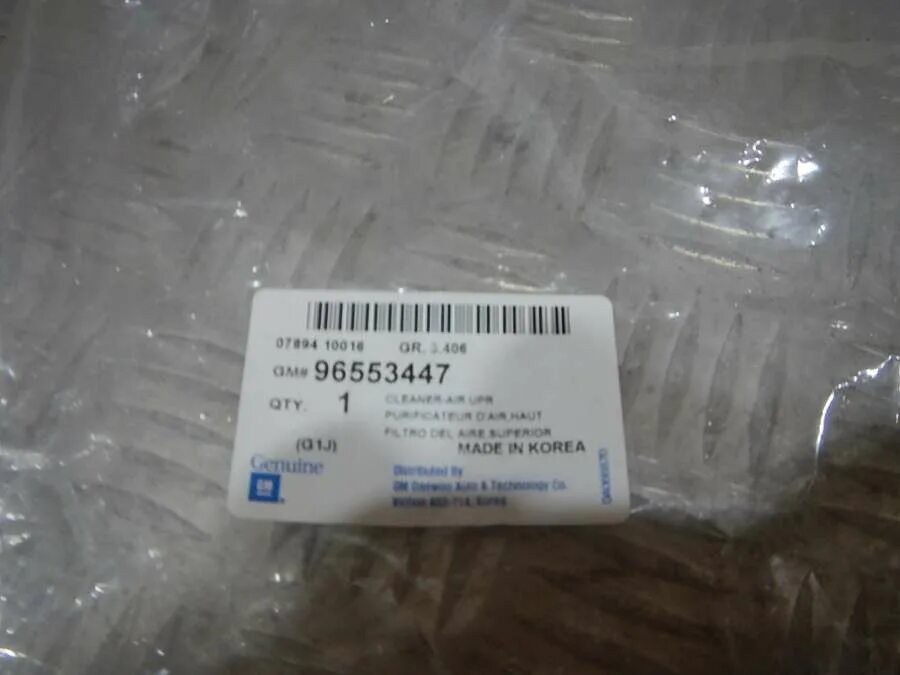 07894 10016 GR. 3.406
GM# 96553447
QTY. 1 CLEANER-AIR UPR
PURIFICATEUR D'AIR,HAUT
FILTRO DEL AIRE,SUPERIOR
(G1J) MADE IN KOREA
Genuine
GM
Distributed By
GM Daewoo Auto & Technology Co.
Korea